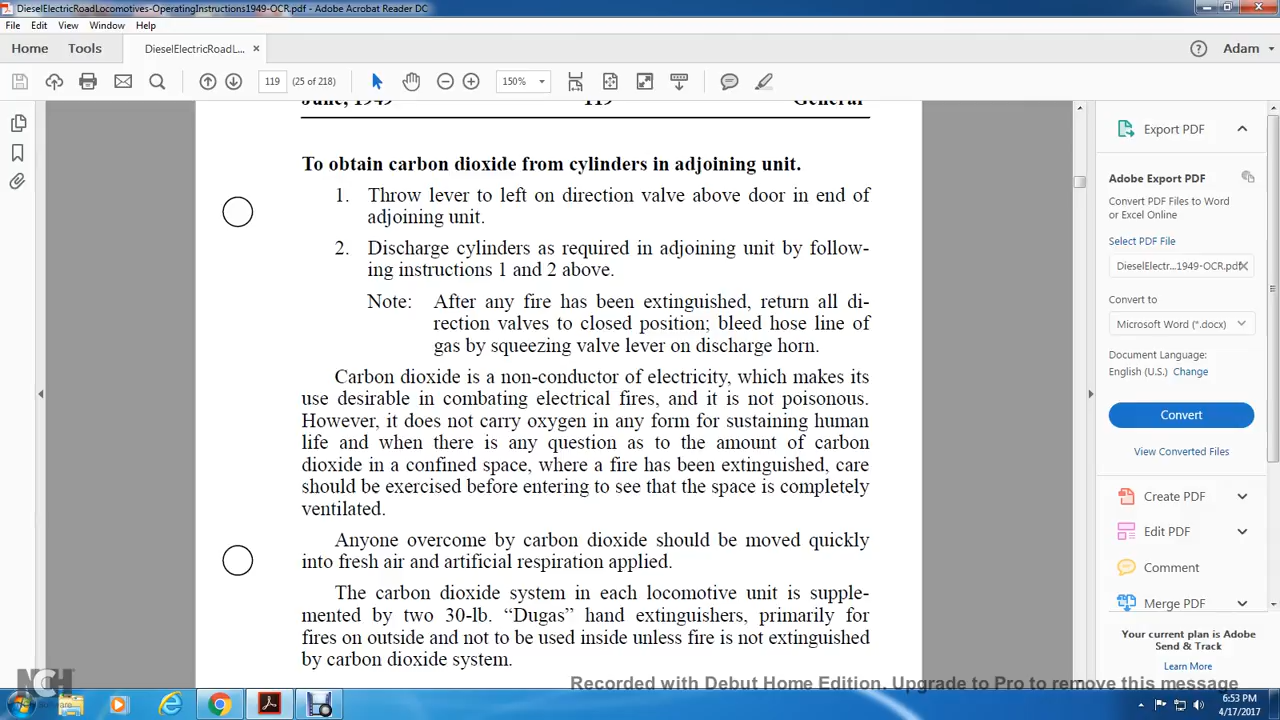 DieselElectricRoadLocomotives-OperatingInstructions1949-OCR.pdf - Adobe Acrobat Reader DC
File Edit View Window Help
Home Tools DieselElectricRoadL... × Adam
119 (25 of 218) 150%
June, 1949 119 General
To obtain carbon dioxide from cylinders in adjoining unit.
1. Throw lever to left on direction valve above door in end of
adjoining unit.
2. Discharge cylinders as required in adjoining unit by follow-
ing instructions 1 and 2 above.
Note: After any fire has been extinguished, return all di-
rection valves to closed position; bleed hose line of
gas by squeezing valve lever on discharge horn.
Carbon dioxide is a non-conductor of electricity, which makes its
use desirable in combating electrical fires, and it is not poisonous.
However, it does not carry oxygen in any form for sustaining human
life and when there is any question as to the amount of carbon
dioxide in a confined space, where a fire has been extinguished, care
should be exercised before entering to see that the space is completely
ventilated.
Anyone overcome by carbon dioxide should be moved quickly
into fresh air and artificial respiration applied.
The carbon dioxide system in each locomotive unit is supple-
mented by two 30-lb. “Dugas” hand extinguishers, primarily for
fires on outside and not to be used inside unless fire is not extinguished
by carbon dioxide system.
Export PDF
Adobe Export PDF
Convert PDF Files to Word
or Excel Online
Select PDF File
DieselElectr...1949-OCR.pdf
Convert to
Microsoft Word (*.docx)
Document Language:
English (U.S.) Change
Convert
View Converted Files
Create PDF
Edit PDF
Comment
Merge PDF
Your current plan is Adobe
Send & Track
Learn More
NCH
Recorded with Debut Home Edition. Upgrade to Pro to remove this message
6:53 PM
4/17/2017